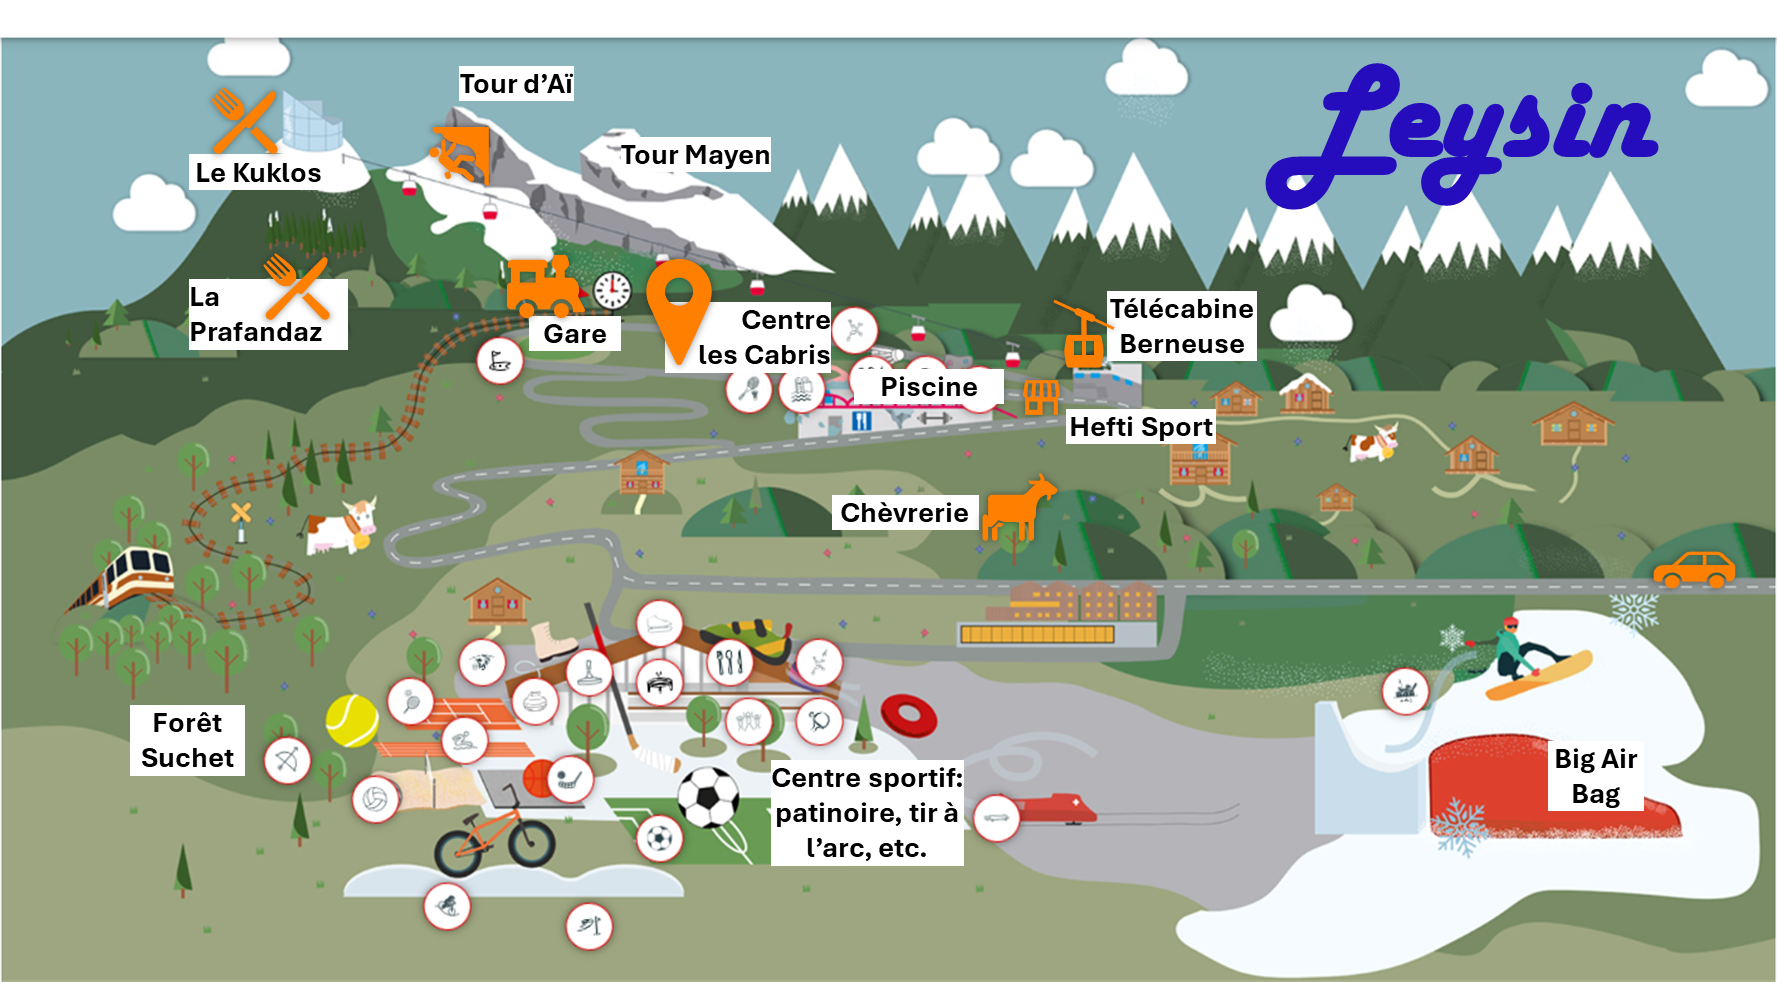 Leysin
Tour d'Aï
Tour Mayen
Le Kuklos
La
Prafandaz
Gare
Centre
les Cabris
Télécabine
Berneuse
Piscine
Hefti Sport
Chèvrerie
Forêt
Suchet
Centre sportif:
patinoire, tir à
l'arc, etc.
Big Air
Bag